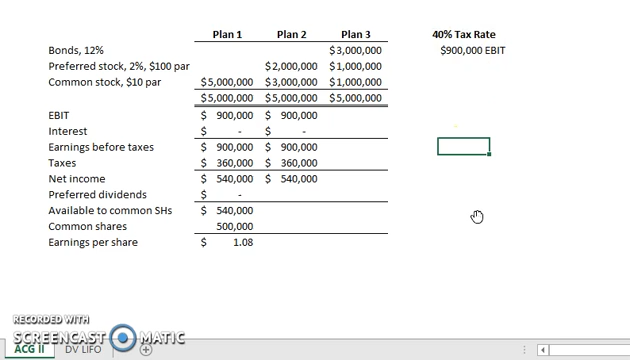 Plan 1 Plan 2 Plan 3 40% Tax Rate
Bonds, 12% $3,000,000 $900,000 EBIT
Preferred stock, 2%, $100 par $2,000,000 $1,000,000
Common stock, $10 par $5,000,000 $3,000,000 $1,000,000
$5,000,000 $5,000,000 $5,000,000
EBIT $ 900,000 $ 900,000
Interest $ - $ -
Earnings before taxes $ 900,000 $ 900,000
Taxes $ 360,000 $ 360,000
Net income $ 540,000 $ 540,000
Preferred dividends $ -
Available to common SHs $ 540,000
Common shares 500,000
Earnings per share $ 1.08
RECORDED WITH
SCREENCAST MATIC
ACG II DV LIFO